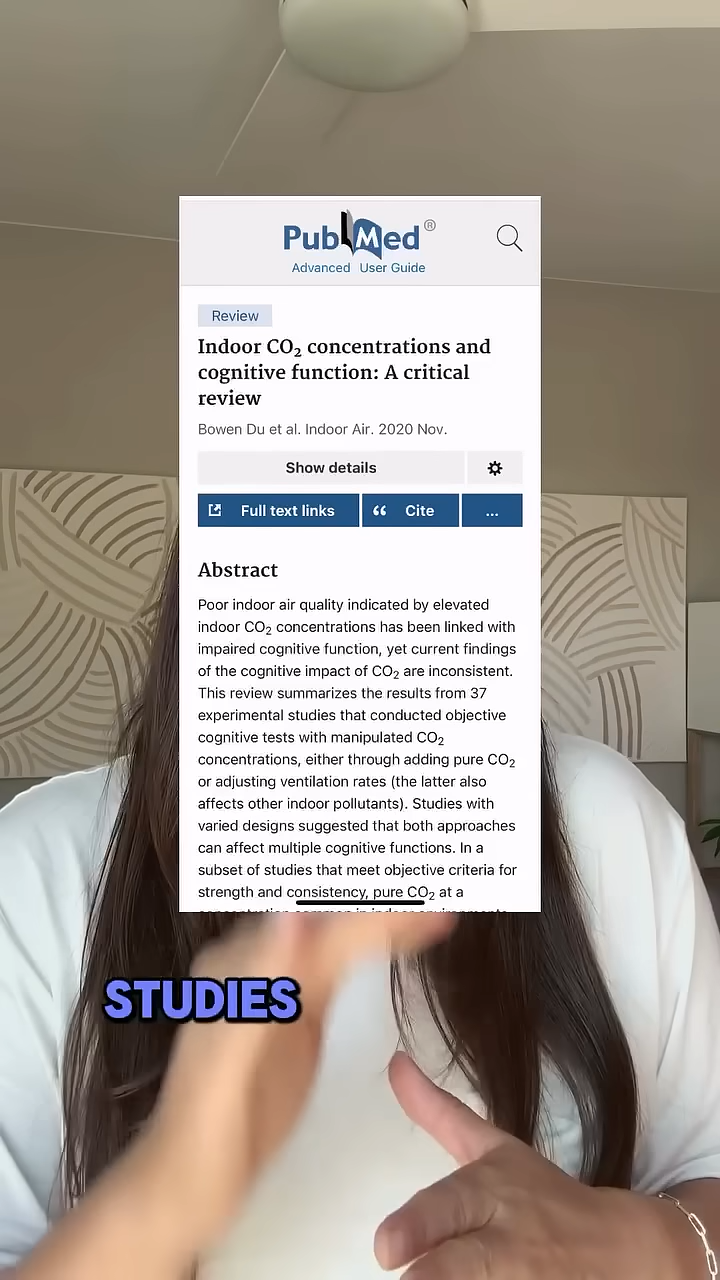 PubMed®
Advanced User Guide
Review
Indoor CO₂ concentrations and
cognitive function: A critical
review
Bowen Du et al. Indoor Air. 2020 Nov.
Show details
Full text links
Cite
...
Abstract
Poor indoor air quality indicated by elevated
indoor CO₂ concentrations has been linked with
impaired cognitive function, yet current findings
of the cognitive impact of CO₂ are inconsistent.
This review summarizes the results from 37
experimental studies that conducted objective
cognitive tests with manipulated CO₂
concentrations, either through adding pure CO₂
or adjusting ventilation rates (the latter also
affects other indoor pollutants). Studies with
varied designs suggested that both approaches
can affect multiple cognitive functions. In a
subset of studies that meet objective criteria for
strength and consistency, pure CO₂ at a
concentration common in indoor environments
STUDIES